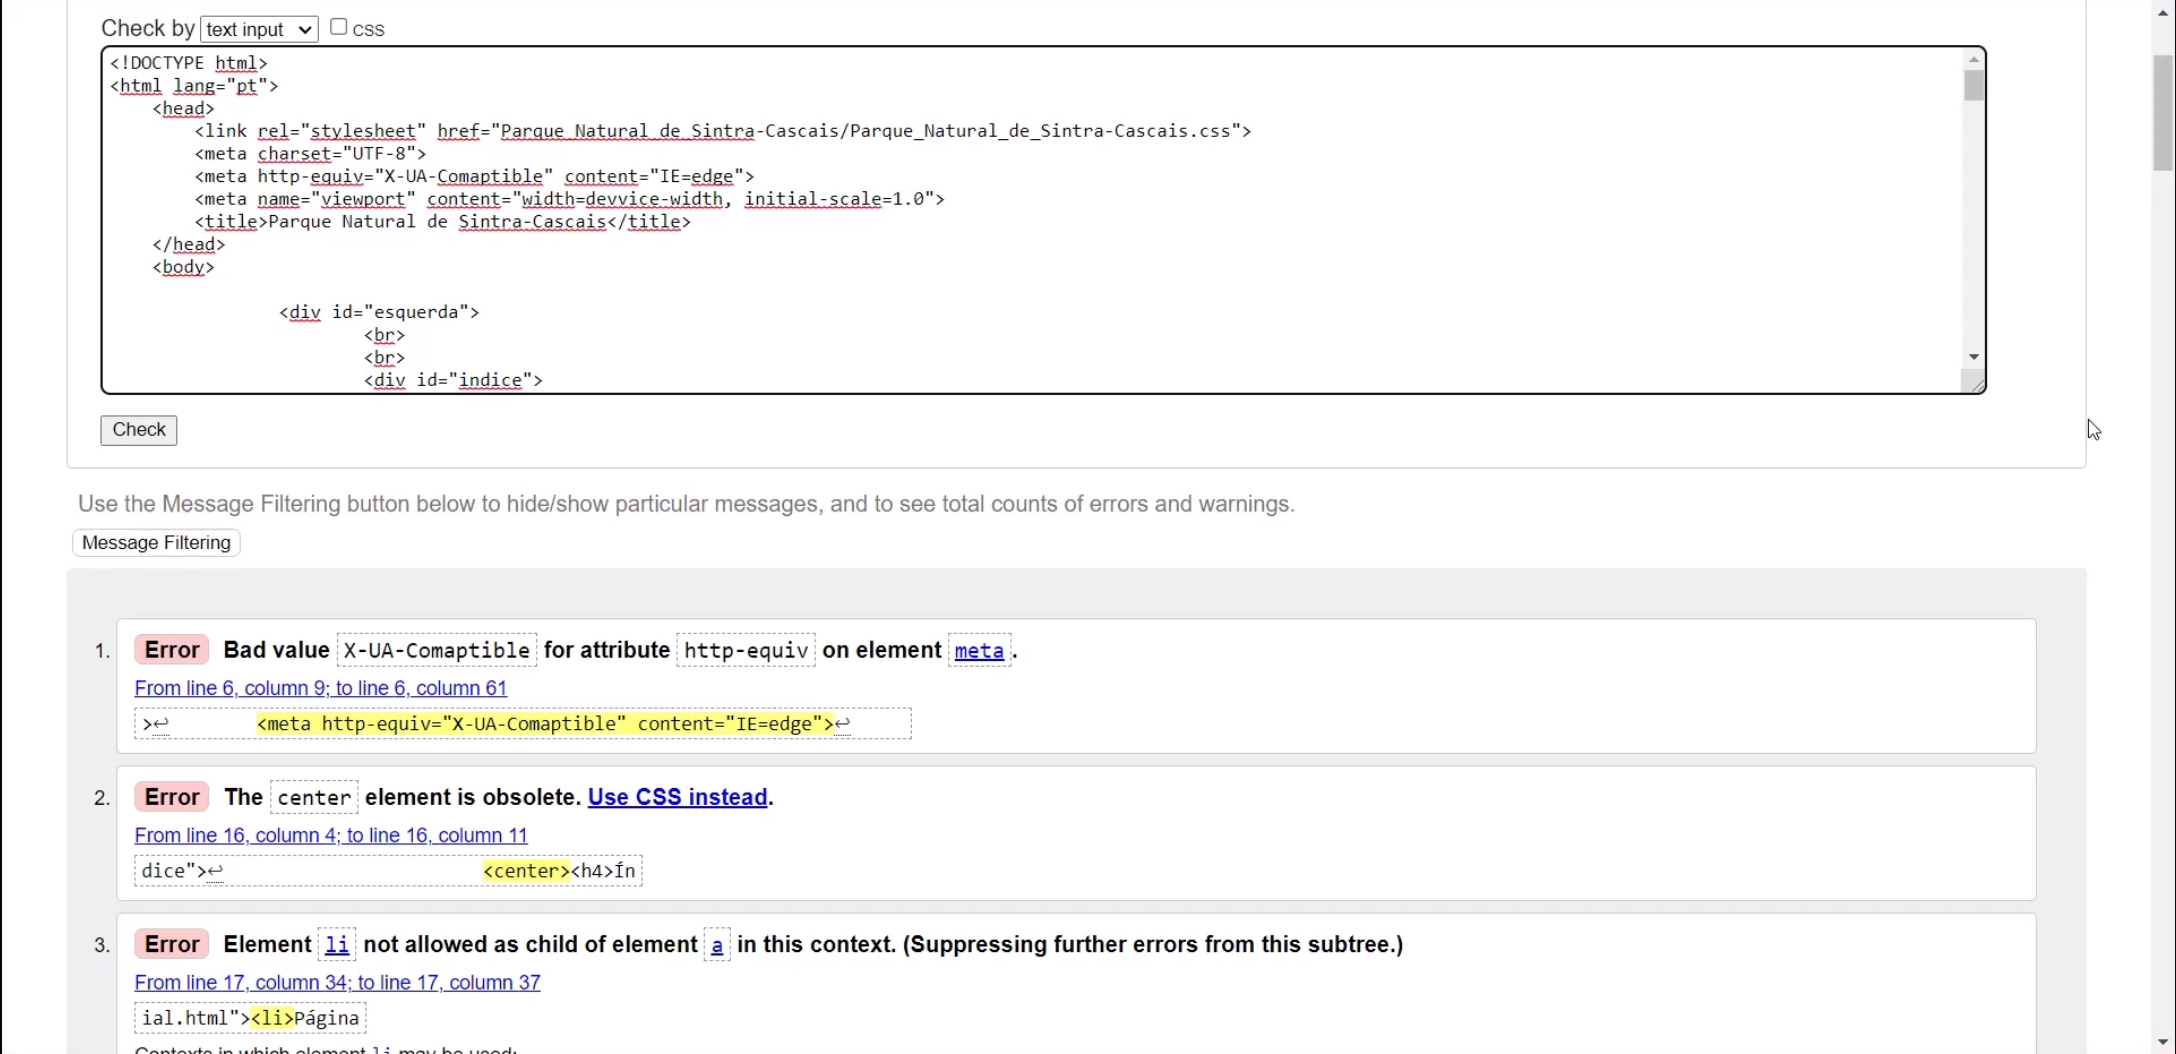 Check by text input css
<!DOCTYPE html>
<html lang="pt">
<head>
<link rel="stylesheet" href="Parque_Natural_de_Sintra-Cascais/Parque_Natural_de_Sintra-Cascais.css">
<meta charset="UTF-8">
<meta http-equiv="X-UA-Comaptible" content="IE=edge">
<meta name="viewport" content="width=devvice-width, initial-scale=1.0">
<title>Parque Natural de Sintra-Cascais</title>
</head>
<body>
<div id="esquerda">
<br>
<br>
<div id="indice">
Check
Use the Message Filtering button below to hide/show particular messages, and to see total counts of errors and warnings.
Message Filtering
1. Error Bad value X-UA-Comaptible for attribute http-equiv on element meta.
From line 6, column 9; to line 6, column 61
>↩ <meta http-equiv="X-UA-Comaptible" content="IE=edge">↩
2. Error The center element is obsolete. Use CSS instead.
From line 16, column 4; to line 16, column 11
dice">↩ <center><h4>Ín
3. Error Element li not allowed as child of element a in this context. (Suppressing further errors from this subtree.)
From line 17, column 34; to line 17, column 37
ial.html"><li>Página
Contexts in which element li may be used: